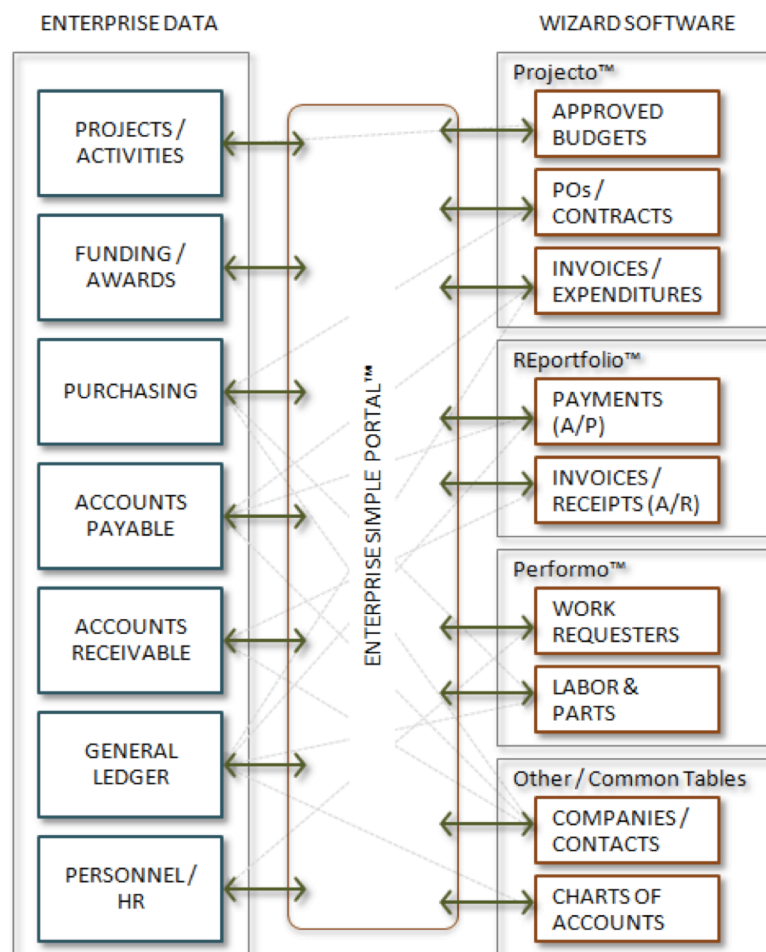 ENTERPRISE DATA
PROJECTS /
ACTIVITIES
FUNDING /
AWARDS
PURCHASING
ACCOUNTS
PAYABLE
ACCOUNTS
RECEIVABLE
GENERAL
LEDGER
PERSONNEL /
HR
ENTERPRISE SIMPLE PORTAL™
WIZARD SOFTWARE
Projecto™
APPROVED
BUDGETS
POs /
CONTRACTS
INVOICES /
EXPENDITURES
REportfolio™
PAYMENTS
(A/P)
INVOICES /
RECEIPTS (A/R)
Performo™
WORK
REQUESTERS
LABOR &
PARTS
Other / Common Tables
COMPANIES /
CONTACTS
CHARTS OF
ACCOUNTS